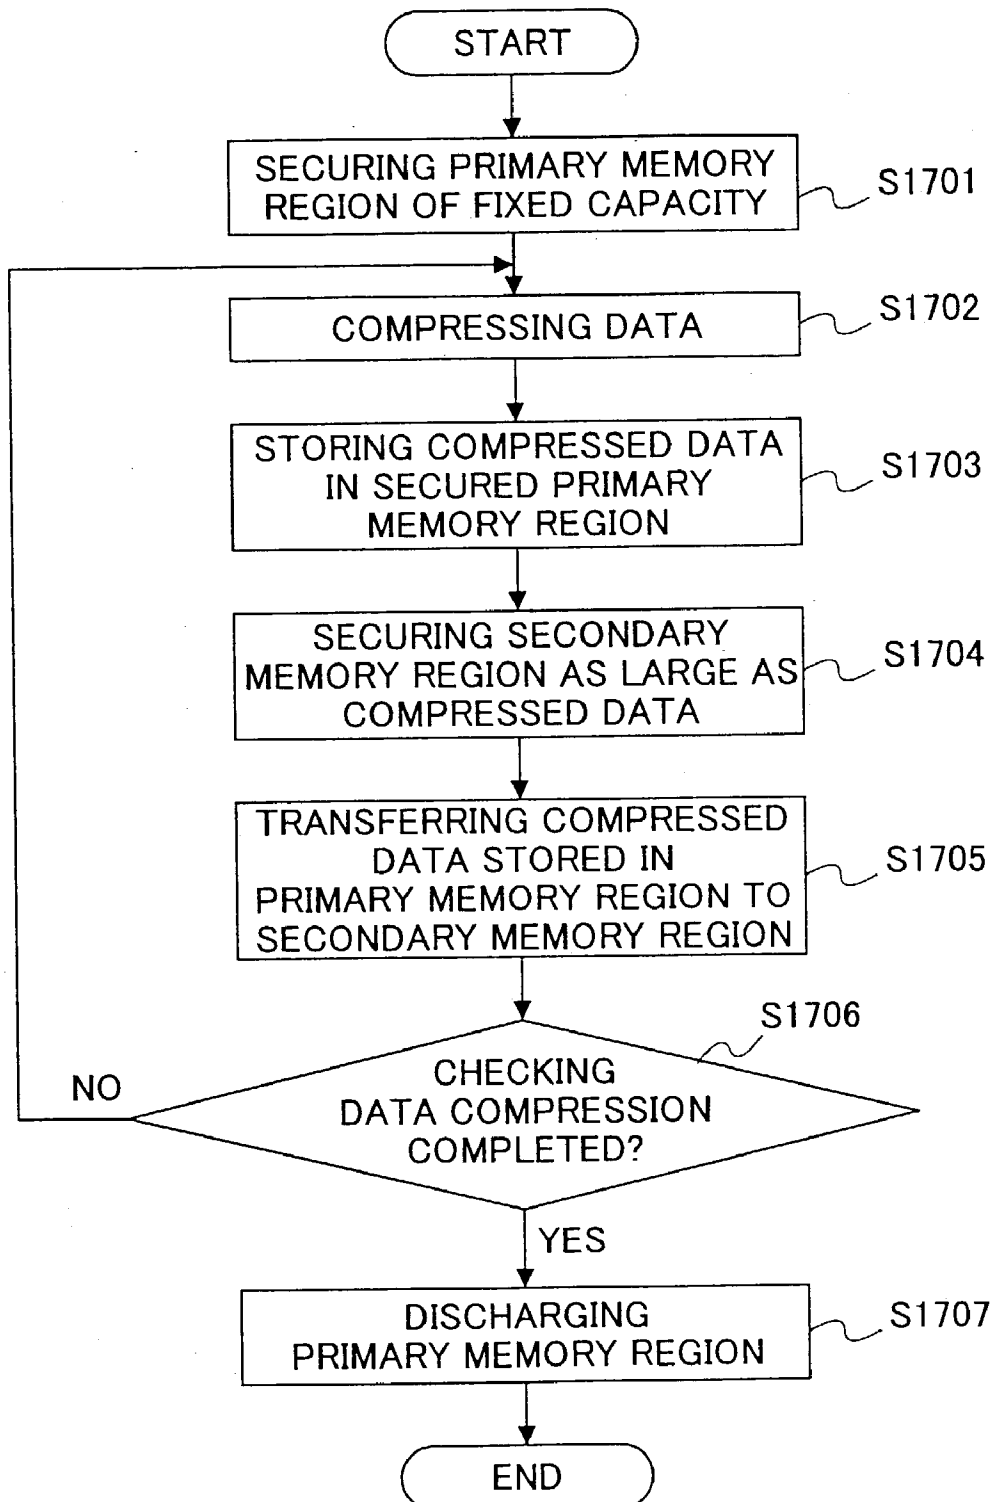 START
SECURING PRIMARY MEMORY
REGION OF FIXED CAPACITY
S1701
COMPRESSING DATA
S1702
STORING COMPRESSED DATA
IN SECURED PRIMARY
MEMORY REGION
S1703
SECURING SECONDARY
MEMORY REGION AS LARGE AS
COMPRESSED DATA
S1704
TRANSFERRING COMPRESSED
DATA STORED IN
PRIMARY MEMORY REGION TO
SECONDARY MEMORY REGION
S1705
S1706
CHECKING
DATA COMPRESSION
COMPLETED?
NO
YES
DISCHARGING
PRIMARY MEMORY REGION
S1707
END